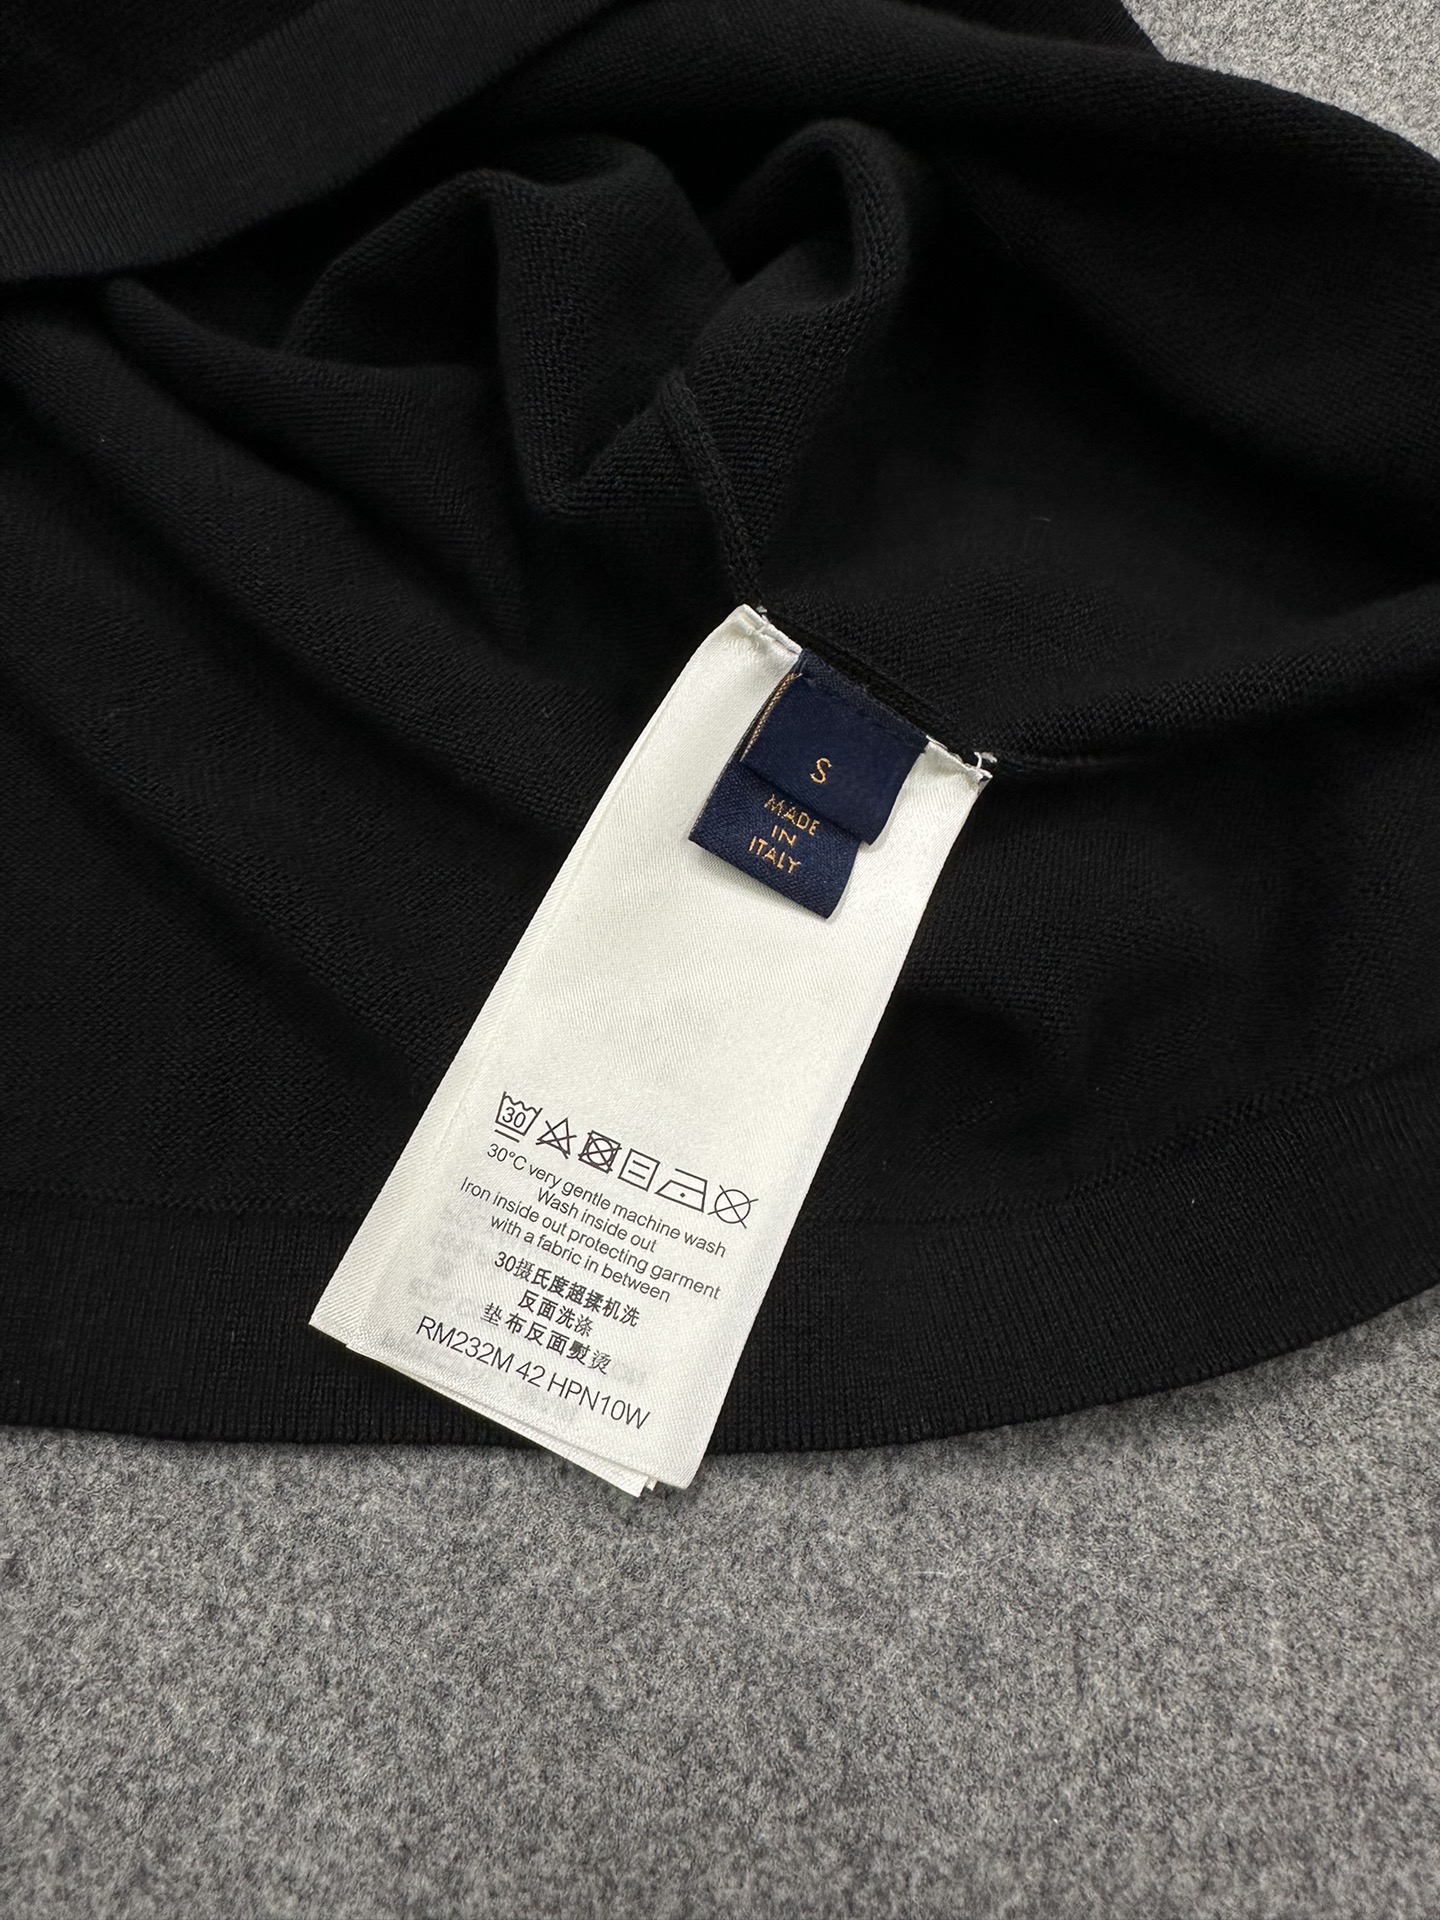 S
MADE
IN
ITALY
30
30°C very gentle machine wash
Wash inside out
Iron inside out protecting garment
with a fabric in between
30摄氏度超揉机洗
反面洗涤
垫布反面熨烫
RM232M 42 HPN10W